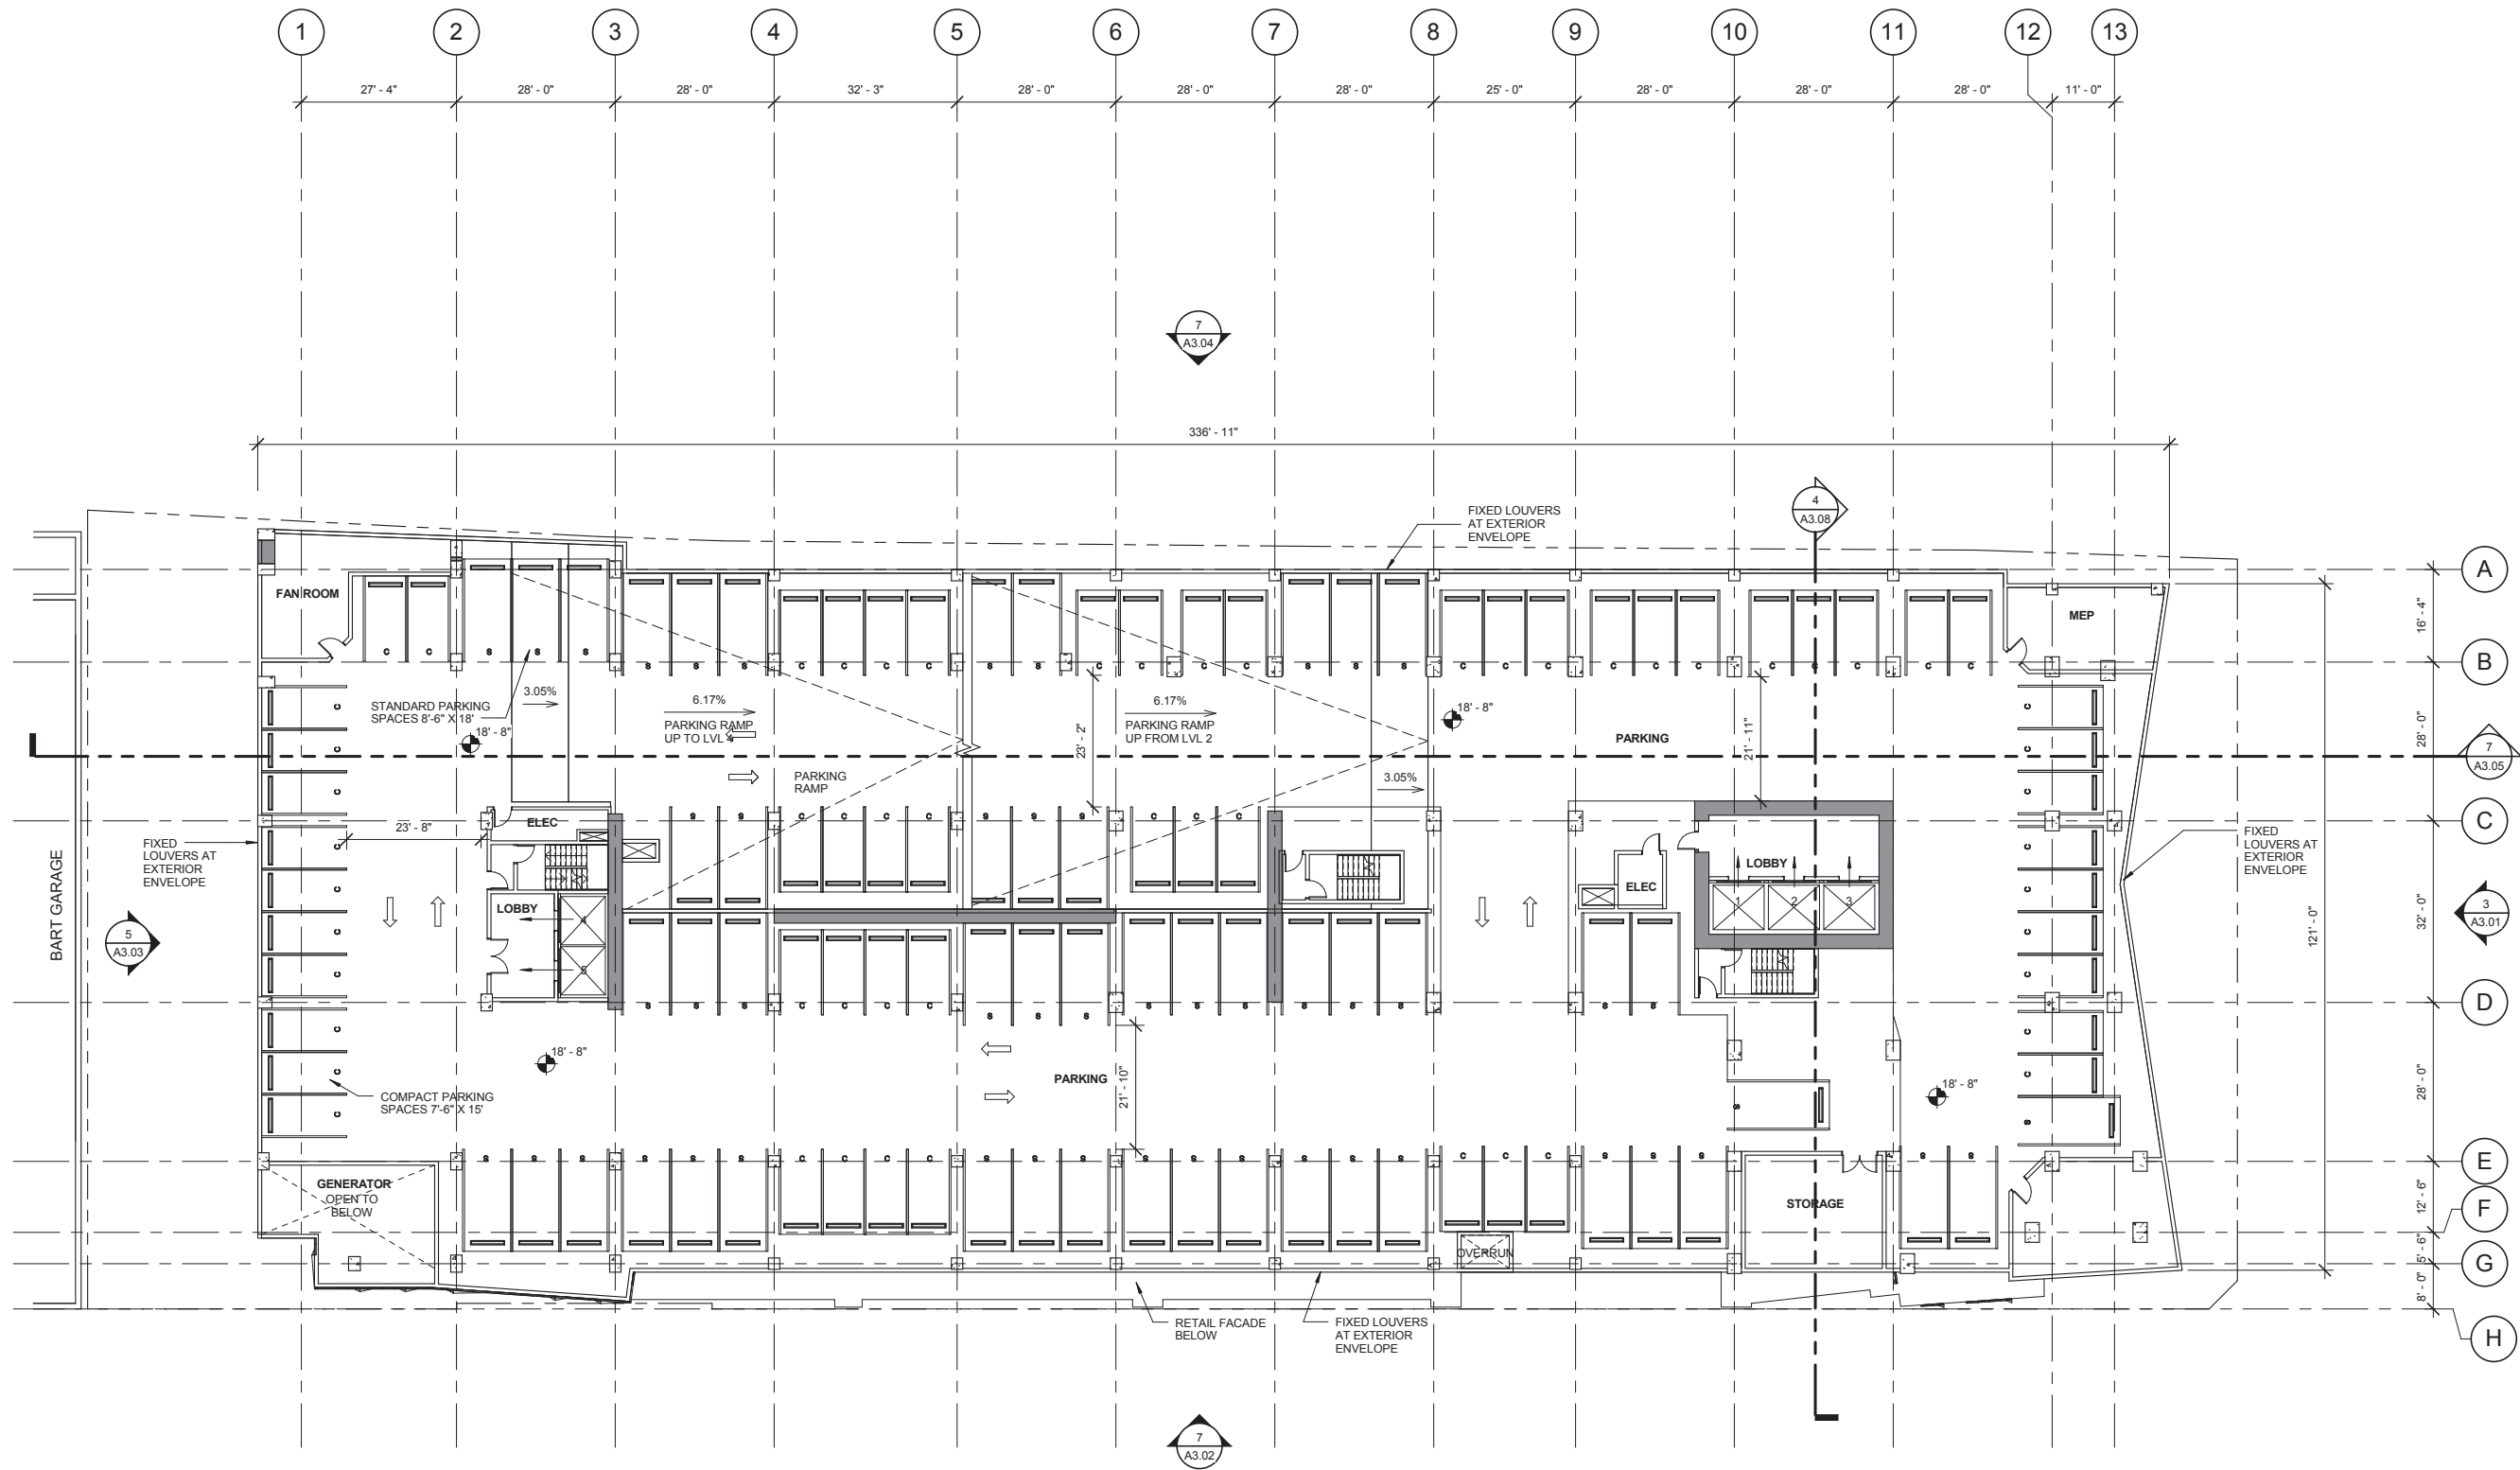 1 2 3 4 5 6 7 8 9 10 11 12 13
27' - 4" 28' - 0" 28' - 0" 32' - 3" 28' - 0" 28' - 0" 28' - 0" 25' - 0" 28' - 0" 28' - 0" 28' - 0" 11' - 0"
7
A3.04
336' - 11"
4
A3.08
FIXED LOUVERS
AT EXTERIOR
ENVELOPE
A
FAN ROOM
MEP
16' - 4"
C C S S S
S S S C C C C S S C C C C S S S C C C C C C C C C C C
B
STANDARD PARKING
SPACES 8'-6" X 18'
3.05%
6.17%
PARKING RAMP
UP TO LVL 4
6.17%
PARKING RAMP
UP FROM LVL 2
18' - 8"
18' - 8"
23' - 2"
21' - 11"
PARKING
28' - 0"
7
A3.05
PARKING
RAMP
3.05%
C
C
C
C
C
C
S S C C C C S S S C C C
ELEC
23' - 8"
C
FIXED
LOUVERS AT
EXTERIOR
ENVELOPE
FIXED
LOUVERS AT
EXTERIOR
ENVELOPE
BART GARAGE
LOBBY
ELEC
LOBBY
4
5
1 2 3
C
C
C
C
C
C
C
C
5
A3.03
3
A3.01
32' - 0"
121' - 0"
S S S C C C C S S S S S S S S S S S
D
18' - 8"
PARKING
21' - 10"
18' - 8"
28' - 0"
C
C
C
C
C
S
S
COMPACT PARKING
SPACES 7'-6" X 15'
S S S S S S C C C C S S S S S S S S S C C C S S S S S
E
GENERATOR
OPEN TO
BELOW
STORAGE
12' - 6"
F
OVERRUN
5' - 6"
G
8' - 0"
RETAIL FACADE
BELOW
FIXED LOUVERS
AT EXTERIOR
ENVELOPE
H
7
A3.02